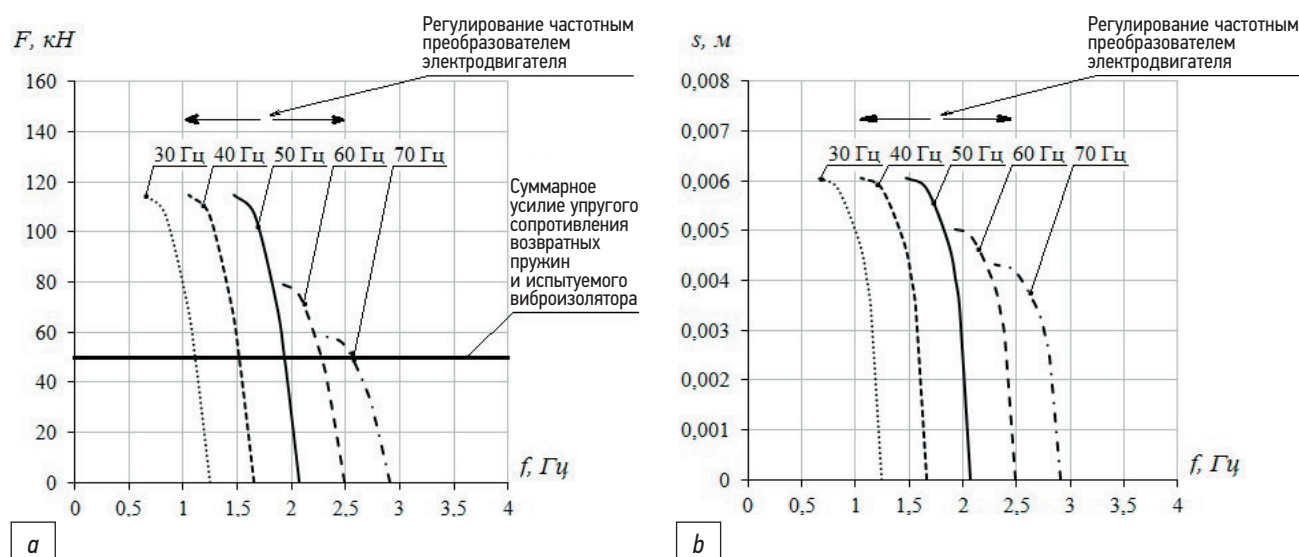 Регулирование частотным
преобразователем
электродвигателя
F, кН
160
140
120
100
80
60
40
20
0
30 Гц
40 Гц
50 Гц
60 Гц
70 Гц
Суммарное
усилие упругого
сопротивления
возвратных
пружин
и испытуемого
виброизолятора
f, Гц
0 0,5 1 1,5 2 2,5 3 3,5 4
a
Регулирование частотным
преобразователем
электродвигателя
s, м
0,008
0,007
0,006
0,005
0,004
0,003
0,002
0,001
0
30 Гц
40 Гц
50 Гц
60 Гц
70 Гц
f, Гц
0 0,5 1 1,5 2 2,5 3 3,5 4
b